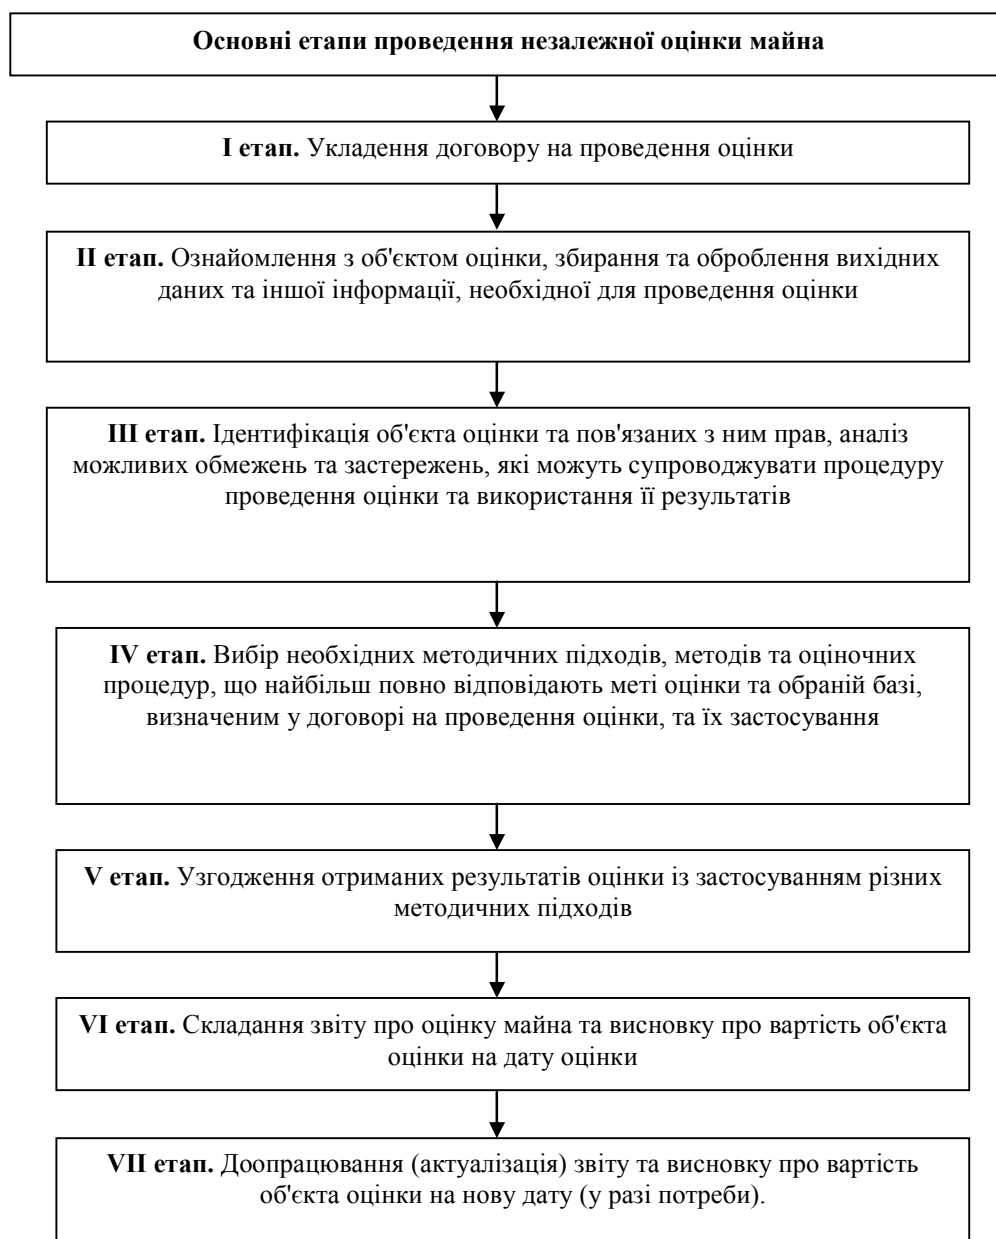 Основні етапи проведення незалежної оцінки майна
І етап. Укладення договору на проведення оцінки
ІІ етап. Ознайомлення з об'єктом оцінки, збирання та оброблення вихідних
даних та іншої інформації, необхідної для проведення оцінки
ІІІ етап. Ідентифікація об'єкта оцінки та пов'язаних з ним прав, аналіз
можливих обмежень та застережень, які можуть супроводжувати процедуру
проведення оцінки та використання її результатів
IV етап. Вибір необхідних методичних підходів, методів та оціночних
процедур, що найбільш повно відповідають меті оцінки та обраній базі,
визначеним у договорі на проведення оцінки, та їх застосування
V етап. Узгодження отриманих результатів оцінки із застосуванням різних
методичних підходів
VI етап. Складання звіту про оцінку майна та висновку про вартість об'єкта
оцінки на дату оцінки
VII етап. Доопрацювання (актуалізація) звіту та висновку про вартість
об'єкта оцінки на нову дату (у разі потреби).